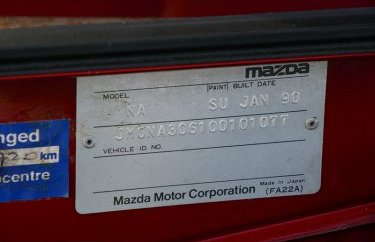 mazda
MODEL PAINT BUILT DATE
NA SU JAN 90
JM0NA306100101077
VEHICLE ID. NO.
Made in Japan
Mazda Motor Corporation (FA22A)
nged
km
centre